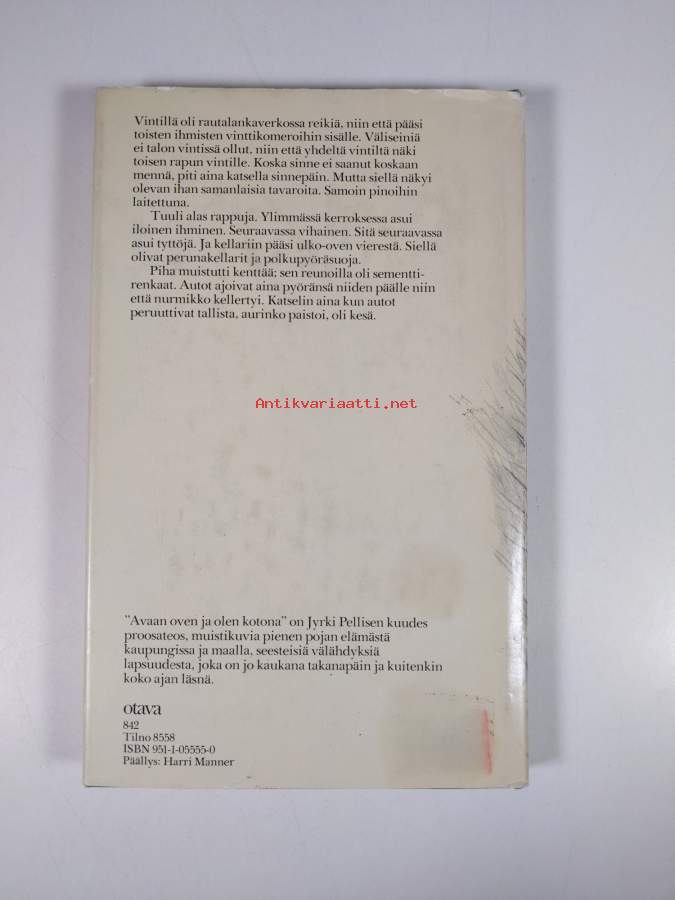 Vintillä oli rautalankaverkossa reikiä, niin että pääsi
toisten ihmisten vinttikomeroihin sisälle. Väliseiniä
ei talon vintissä ollut, niin että yhdeltä vintiltä näki
toisen rapun vintille. Koska sinne ei saanut koskaan
mennä, piti aina katsella sinnepäin. Mutta siellä näkyi
olevan ihan samanlaisia tavaroita. Samoin pinoihin
laitettuna.
Tuuli alas rappuja. Ylimmässä kerroksessa asui
iloinen ihminen. Seuraavassa vihainen. Sitä seuraavassa
asui tyttöjä. Ja kellariin pääsi ulko-oven vierestä. Siellä
olivat perunakellarit ja polkupyöräsuoja.
Piha muistutti kenttää; sen reunoilla oli sementti-
renkaat. Autot ajoivat aina pyöränsä niiden päälle niin
että nurmikko kellertyi. Katselin aina kun autot
peruuttivat tallista, aurinko paistoi, oli kesä.
Antikvariaatti.net
"Avaan oven ja olen kotona" on Jyrki Pellisen kuudes
proosateos, muistikuvia pienen pojan elämästä
kaupungissa ja maalla, seesteisiä välähdyksiä
lapsuudesta, joka on jo kaukana takanapäin ja kuitenkin
koko ajan läsnä.
otava
842
Tilno 8558
ISBN 951-1-05555-0
Päällys: Harri Manner